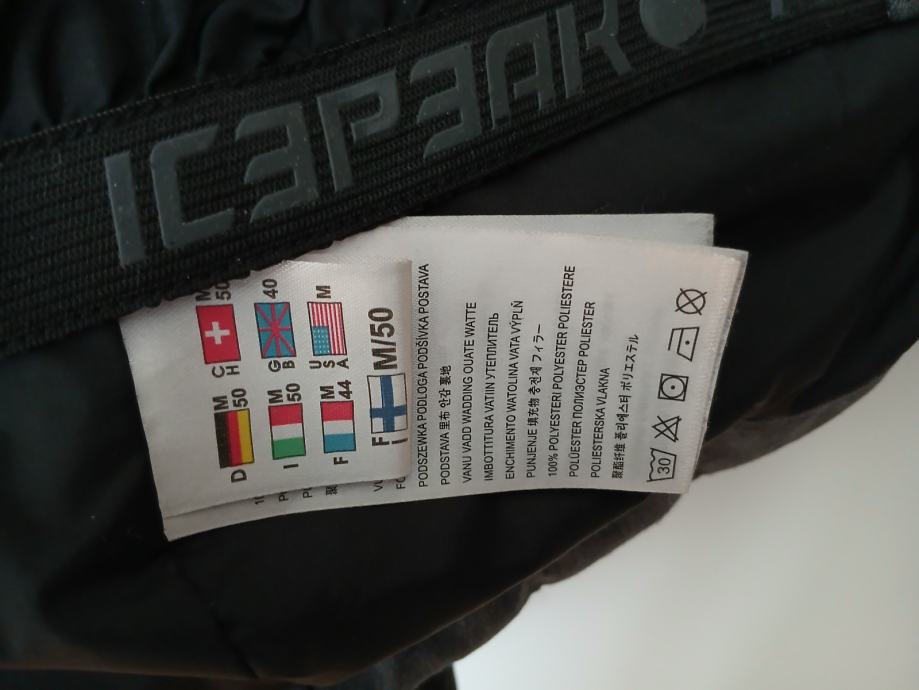 ICEPEAK
D M 50
CH M 50
I M 50
GB 40
F M 44
USA M
FI M/50
PODSZEWKA PODLOGA PODŠÍVKA POSTAVA
PODSTAVA 里布 안감 裏地
VANU VADD WADDING OUATE WATTE
IMBOTTITURA VATIIN УТЕПЛИТЕЛЬ
ENCHIMENTO WATOLINA VATA VÝPLŇ
PUNJENJE 填充物 충전재 フィラー
100% POLYESTERI POLYESTER POLIESTERE
POLÜESTER ПОЛИЭСТЕР POLIESTER
POLIESTERSKA VLAKNA
聚酯纤维 폴리에스터 ポリエステル
30